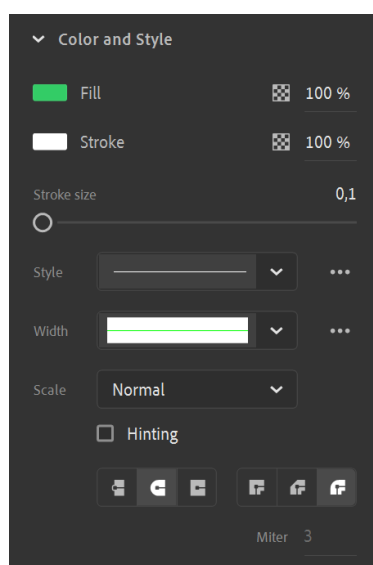 Color and Style
Fill 100 %
Stroke 100 %
Stroke size 0,1
Style
Width
Scale Normal
Hinting
Miter 3